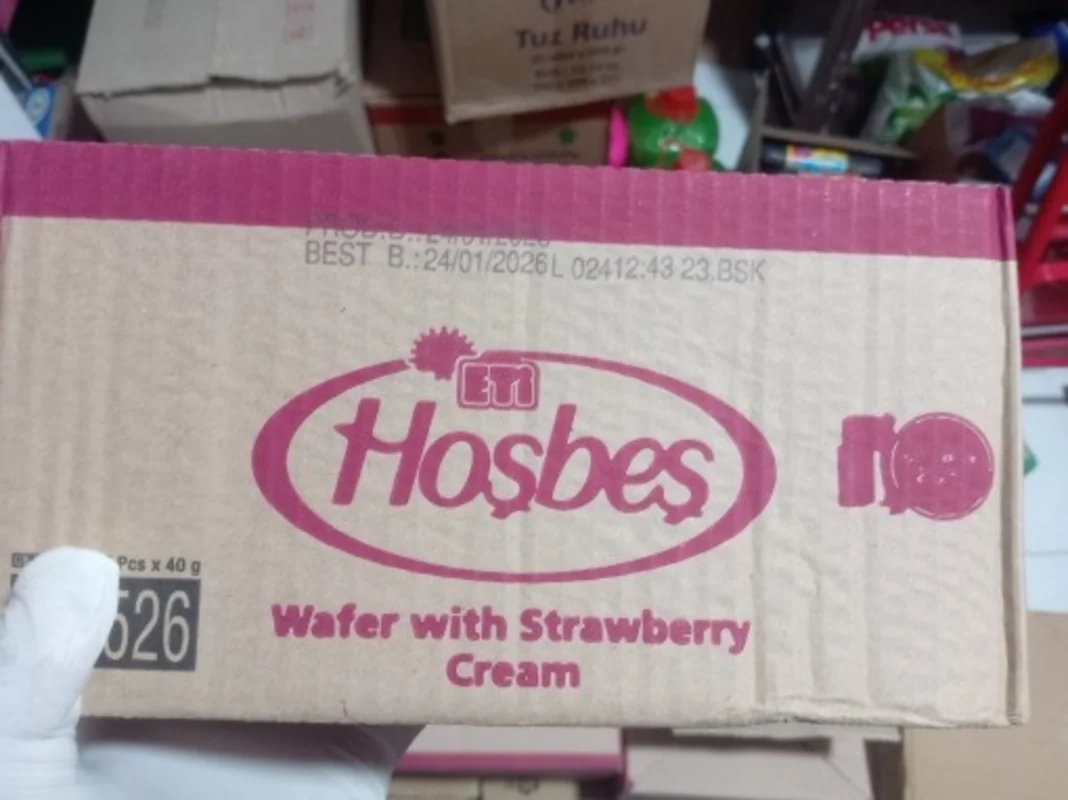 Tuz Ruhu
BEST B.:24/01/2026L 02412:43 23.BSK
ETİ
Hoşbeş
Pcs x 40 g
526
Wafer with Strawberry
Cream